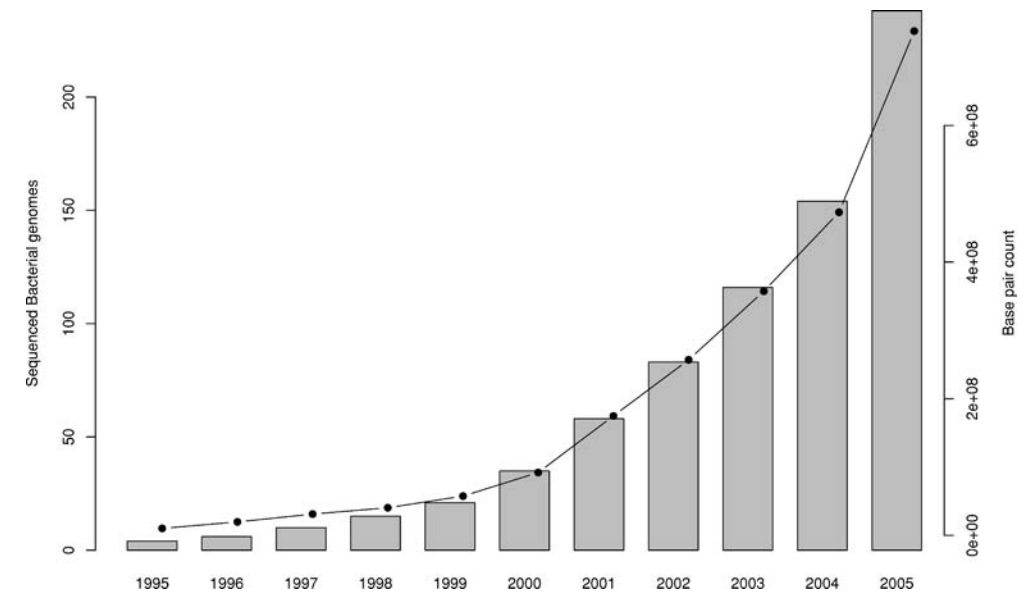 Sequenced Bacterial genomes
200
150
100
50
0
1995 1996 1997 1998 1999 2000 2001 2002 2003 2004 2005
6e+08
4e+08
2e+08
0e+00
Base pair count